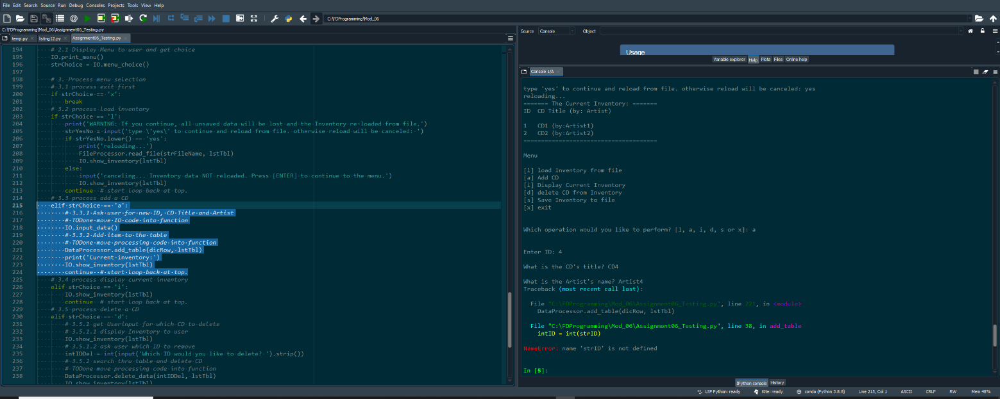 File Edit Search Source Run Debug Consoles Projects Tools View Help
C:\FDProgramming\Mod_06
C:\FDProgramming\Mod_06\Assignment06_Testing.py
temp.py
listing12.py
Assignment06_Testing.py
194 # 2.1 Display Menu to user and get choice
195 IO.print_menu()
196 strChoice = IO.menu_choice()
197
198 # 3. Process menu selection
199 # 3.1 process exit first
200 if strChoice == 'x':
201 break
202 # 3.2 process load inventory
203 if strChoice == 'l':
204 print('WARNING: If you continue, all unsaved data will be lost and the Inventory re-loaded from file.')
205 strYesNo = input('type \'yes\' to continue and reload from file. otherwise reload will be canceled: ')
206 if strYesNo.lower() == 'yes':
207 print('reloading...')
208 FileProcessor.read_file(strFileName, lstTbl)
209 IO.show_inventory(lstTbl)
210 else:
211 input('canceling... Inventory data NOT reloaded. Press [ENTER] to continue to the menu.')
212 IO.show_inventory(lstTbl)
213 continue # start loop back at top.
214 # 3.3 process add a CD
215 elif strChoice == 'a':
216 # 3.3.1 Ask user for new ID, CD Title and Artist
217 # TODone move IO code into function
218 IO.input_data()
219 # 3.3.2 Add item to the table
220 # TODone move processing code into function
221 DataProcessor.add_table(dicRow, lstTbl)
222 print('Current inventory:')
223 IO.show_inventory(lstTbl)
224 continue # start loop back at top.
225 # 3.4 process display current inventory
226 elif strChoice == 'i':
227 IO.show_inventory(lstTbl)
228 continue # start loop back at top.
229 # 3.5 process delete a CD
230 elif strChoice == 'd':
231 # 3.5.1 get Userinput for which CD to delete
232 # 3.5.1.1 display Inventory to user
233 IO.show_inventory(lstTbl)
234 # 3.5.1.2 ask user which ID to remove
235 intIDDel = int(input('Which ID would you like to delete? ').strip())
236 # 3.5.2 search thru table and delete CD
237 # TODone move processing code into function
238 DataProcessor.delete_data(intIDDel, lstTbl)
IO.show_inventory(lstTbl)
Source Console Object
Usage
Variable explorer Help Plots Files Online help
Console 1/A
type 'yes' to continue and reload from file. otherwise reload will be canceled: yes
reloading...
======= The Current Inventory: =======
ID CD Title (by: Artist)
1 CD1 (by:Artist1)
2 CD2 (by:Artist2)
======================================
Menu
[l] load Inventory from file
[a] Add CD
[i] Display Current Inventory
[d] delete CD from Inventory
[s] Save Inventory to file
[x] exit
Which operation would you like to perform? [l, a, i, d, s or x]: a
Enter ID: 4
What is the CD's title? CD4
What is the Artist's name? Artist4
Traceback (most recent call last):
File "C:\FDProgramming\Mod_06\Assignment06_Testing.py", line 221, in <module>
DataProcessor.add_table(dicRow, lstTbl)
File "C:\FDProgramming\Mod_06\Assignment06_Testing.py", line 38, in add_table
intID = int(strID)
NameError: name 'strID' is not defined
In [5]:
IPython console History
LSP Python: ready Kite: ready conda (Python 3.8.8) Line 215, Col 1 ASCII CRLF RW Mem 48%